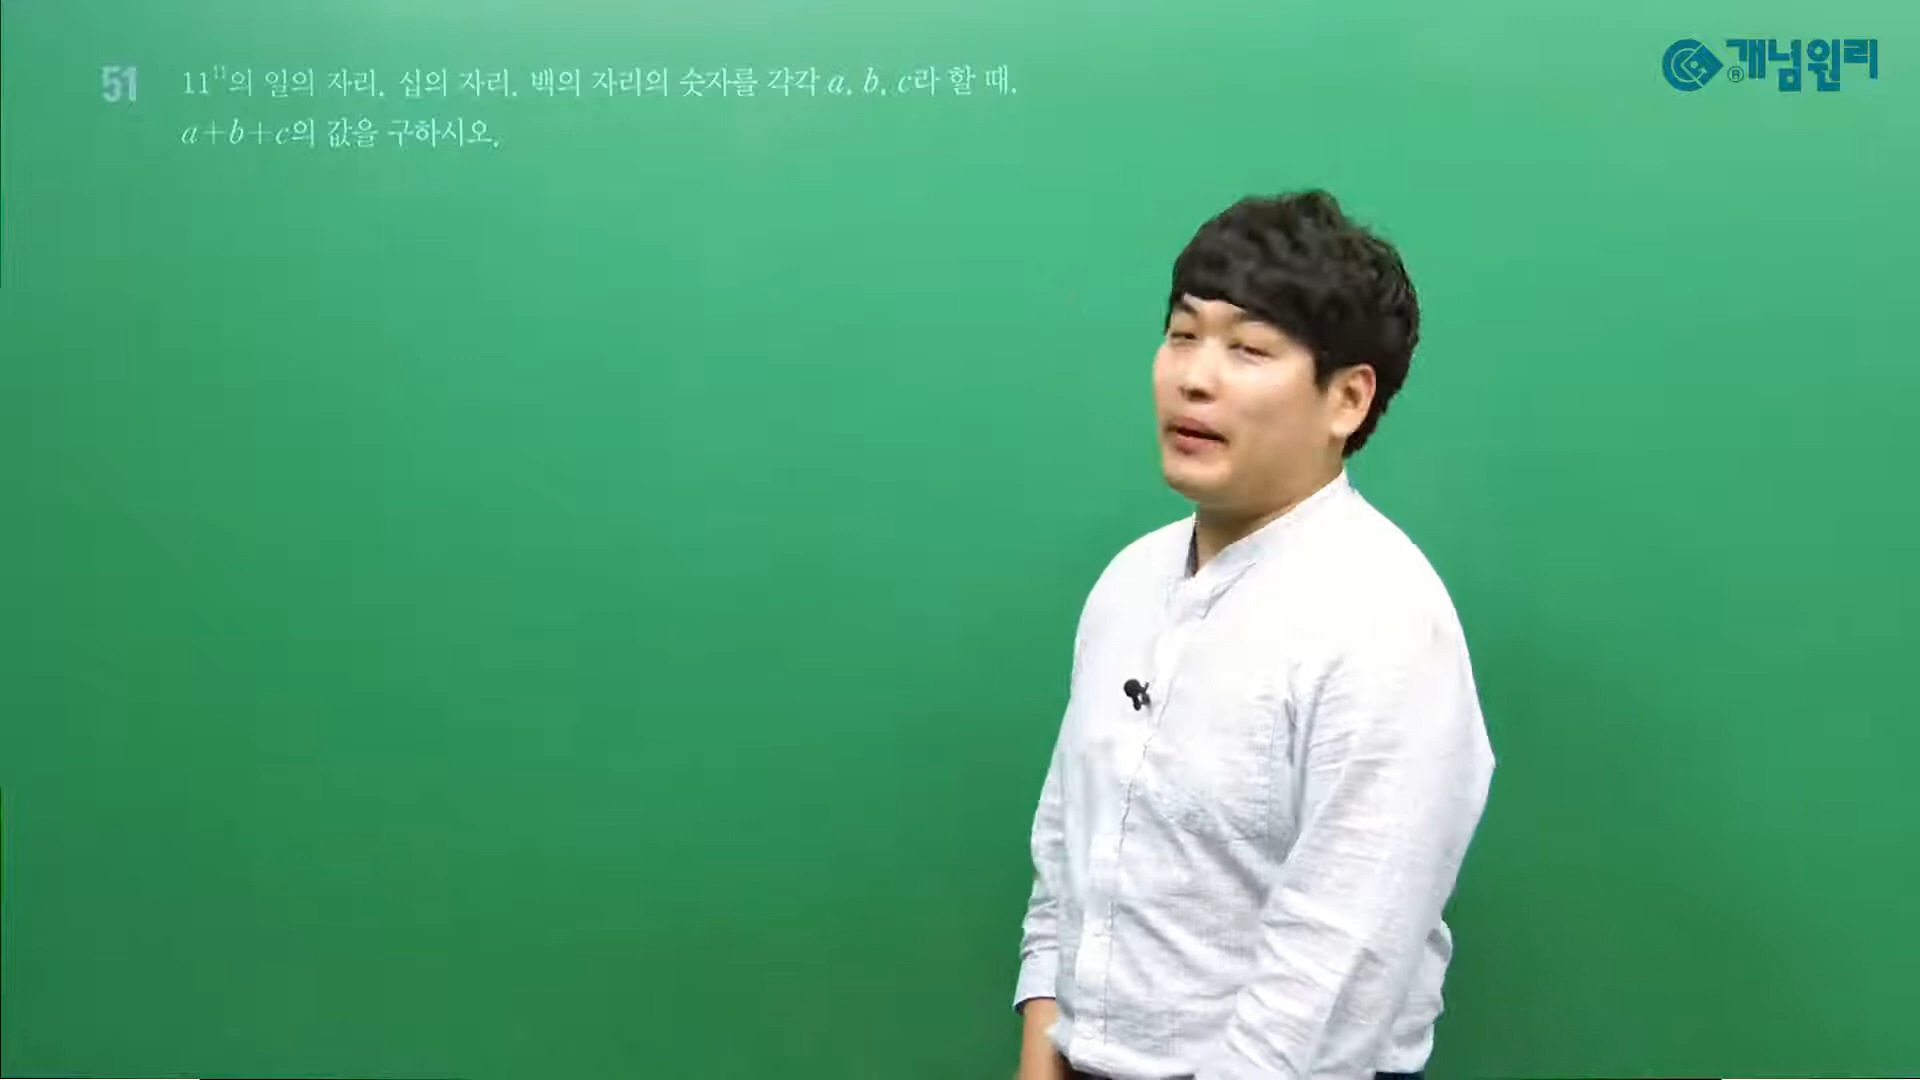 개념원리
51 11¹¹의 일의 자리, 십의 자리, 백의 자리의 숫자를 각각 a, b, c라 할 때,
a+b+c의 값을 구하시오.